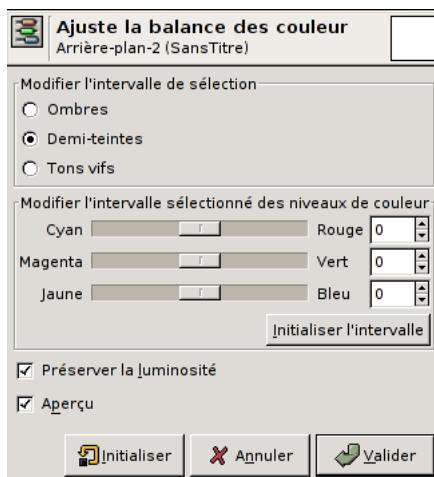 Ajuste la balance des couleur
Arrière-plan-2 (SansTitre)
Modifier l'intervalle de sélection
Ombres
Demi-teintes
Tons vifs
Modifier l'intervalle sélectionné des niveaux de couleur
Cyan Rouge 0
Magenta Vert 0
Jaune Bleu 0
Initialiser l'intervalle
Préserver la luminosité
Aperçu
Initialiser Annuler Valider